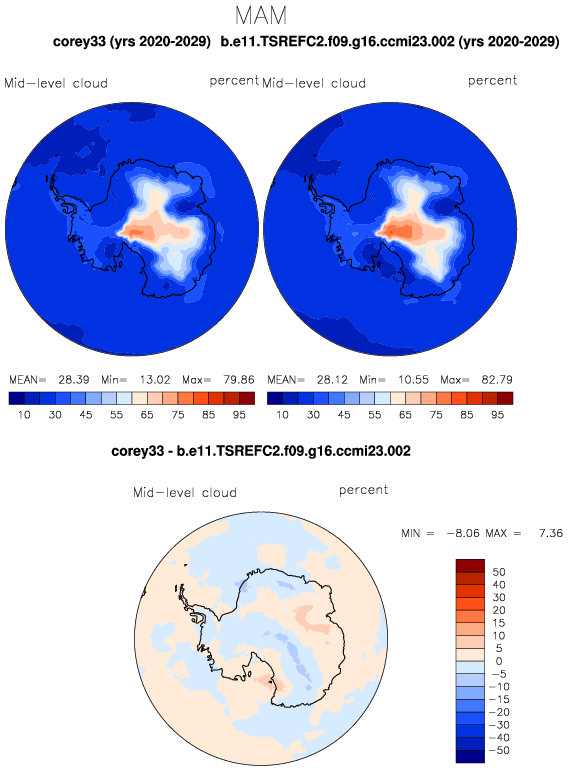 MAM
corey33 (yrs 2020-2029) b.e11.TSREFC2.f09.g16.ccmi23.002 (yrs 2020-2029)
Mid-level cloud percent Mid-level cloud percent
MEAN= 28.39 Min= 13.02 Max= 79.86 MEAN= 28.12 Min= 10.55 Max= 82.79
10 30 45 55 65 75 85 95 10 30 45 55 65 75 85 95
corey33 - b.e11.TSREFC2.f09.g16.ccmi23.002
Mid-level cloud percent
MIN = -8.06 MAX = 7.36
50
40
30
20
15
10
5
0
-5
-10
-15
-20
-30
-40
-50